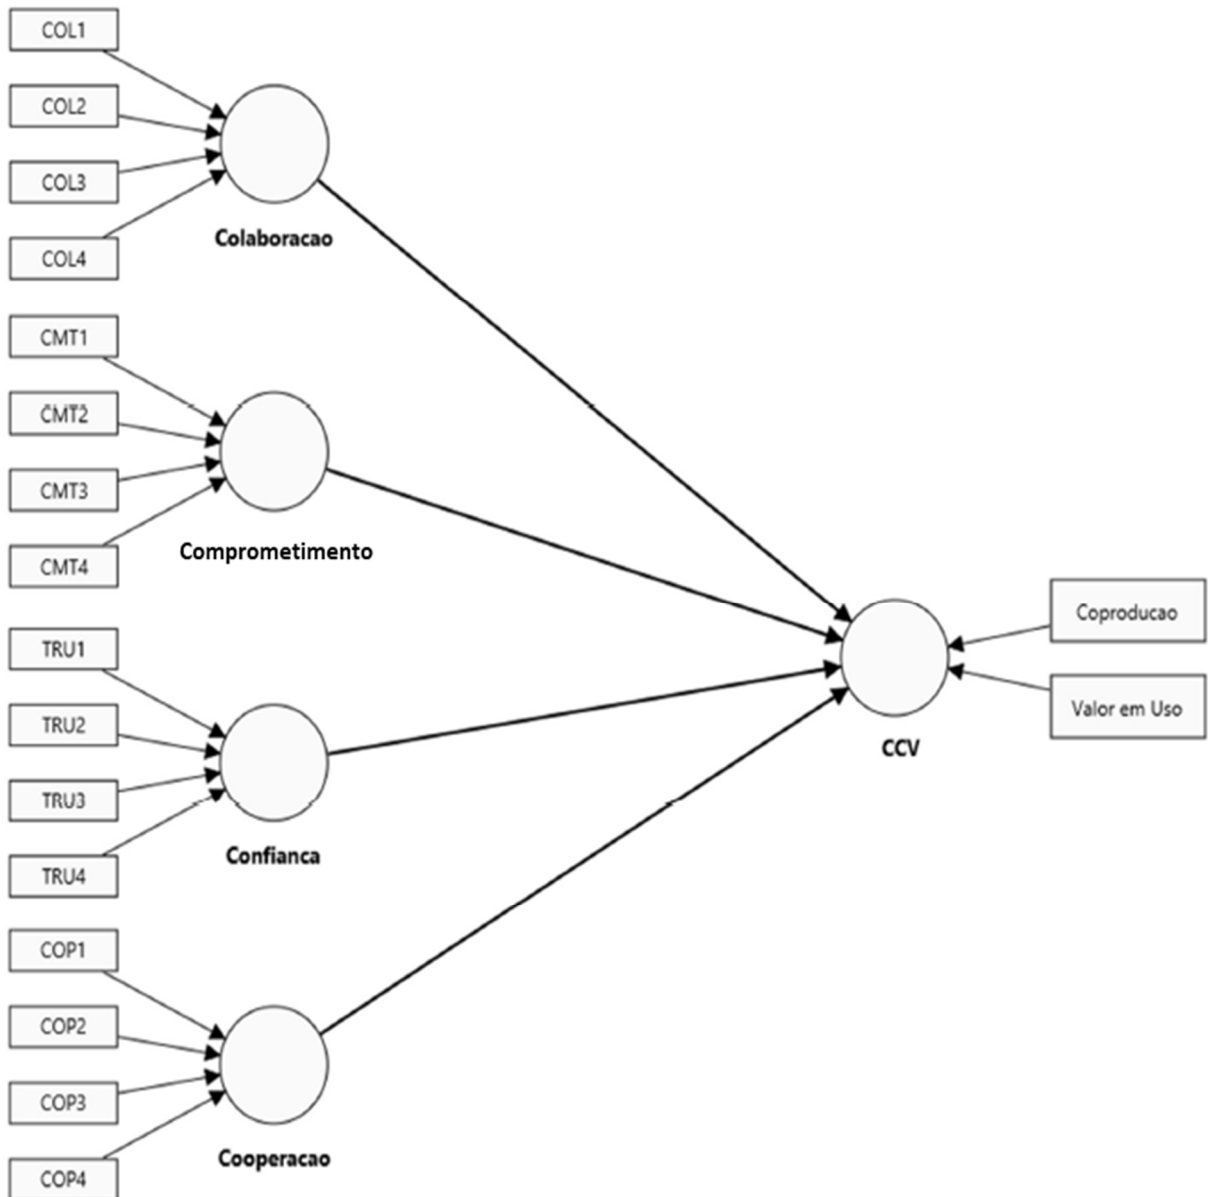 COL1
COL2
COL3
COL4
Colaboracao
CMT1
CMT2
CMT3
CMT4
Comprometimento
TRU1
TRU2
TRU3
TRU4
Confianca
COP1
COP2
COP3
COP4
Cooperacao
CCV
Coproducao
Valor em Uso